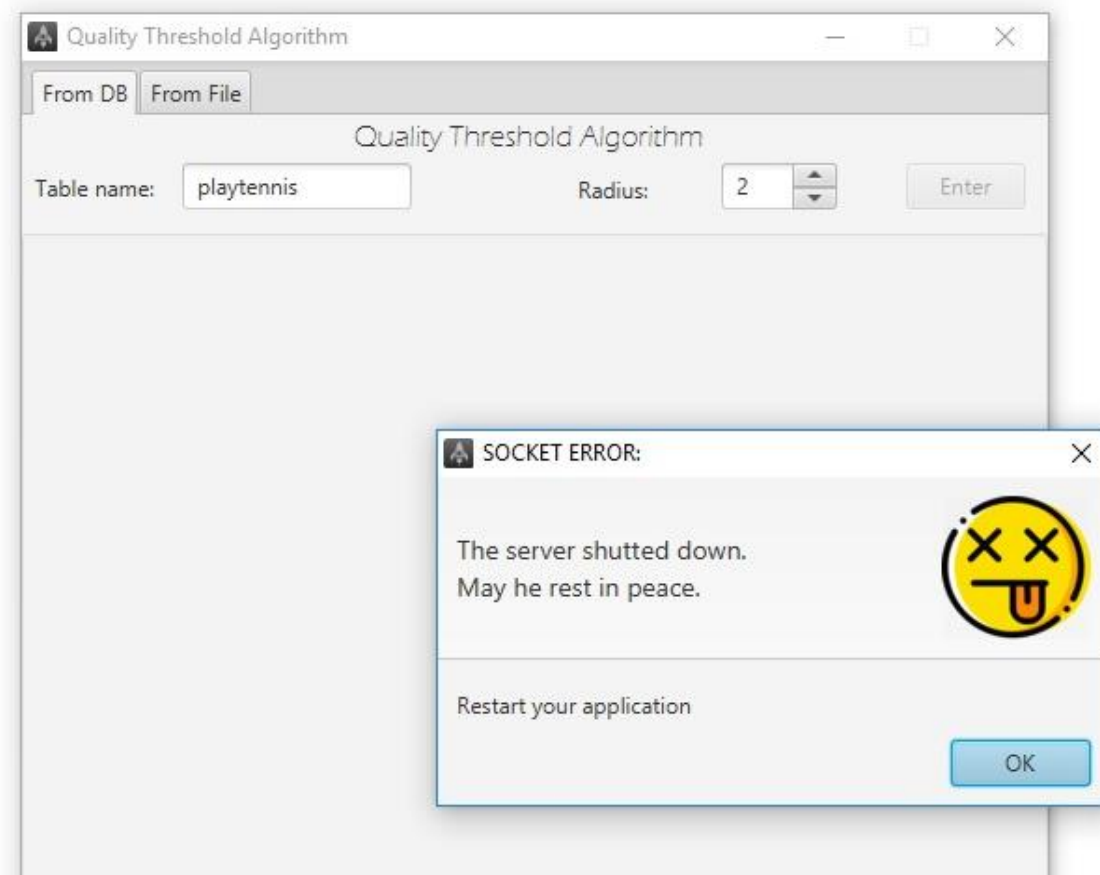 Quality Threshold Algorithm
From DB From File
Quality Threshold Algorithm
Table name: playtennis Radius: 2 Enter
SOCKET ERROR:
The server shutted down.
May he rest in peace.
Restart your application
OK